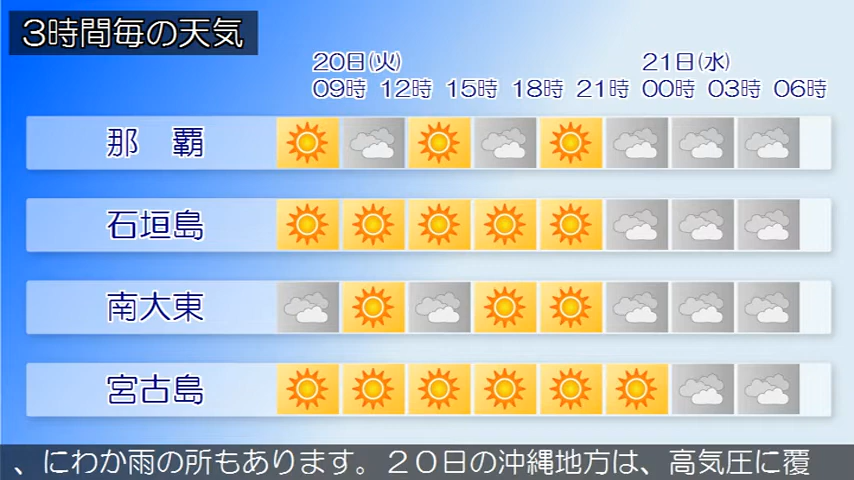 3時間毎の天気
20日(火) 21日(水)
09時 12時 15時 18時 21時 00時 03時 06時
那 覇
石垣島
南大東
宮古島
、にわか雨の所もあります。２０日の沖縄地方は、高気圧に覆